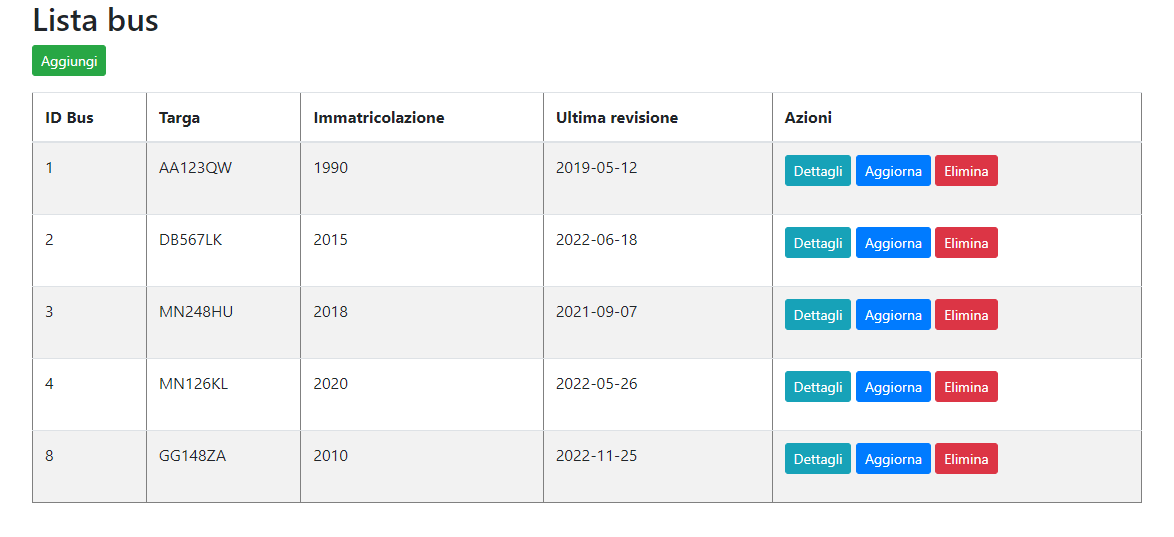 Lista bus
Aggiungi
ID Bus Targa Immatricolazione Ultima revisione Azioni
1 AA123QW 1990 2019-05-12 Dettagli Aggiorna Elimina
2 DB567LK 2015 2022-06-18 Dettagli Aggiorna Elimina
3 MN248HU 2018 2021-09-07 Dettagli Aggiorna Elimina
4 MN126KL 2020 2022-05-26 Dettagli Aggiorna Elimina
8 GG148ZA 2010 2022-11-25 Dettagli Aggiorna Elimina